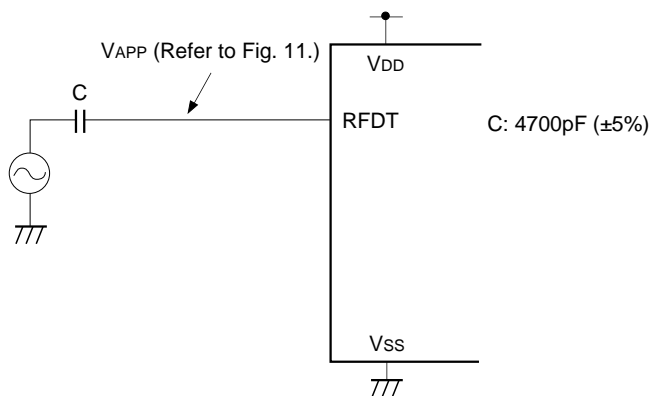 VAPP (Refer to Fig. 11.)
VDD
C
RFDT
C: 4700pF (±5%)
VSS